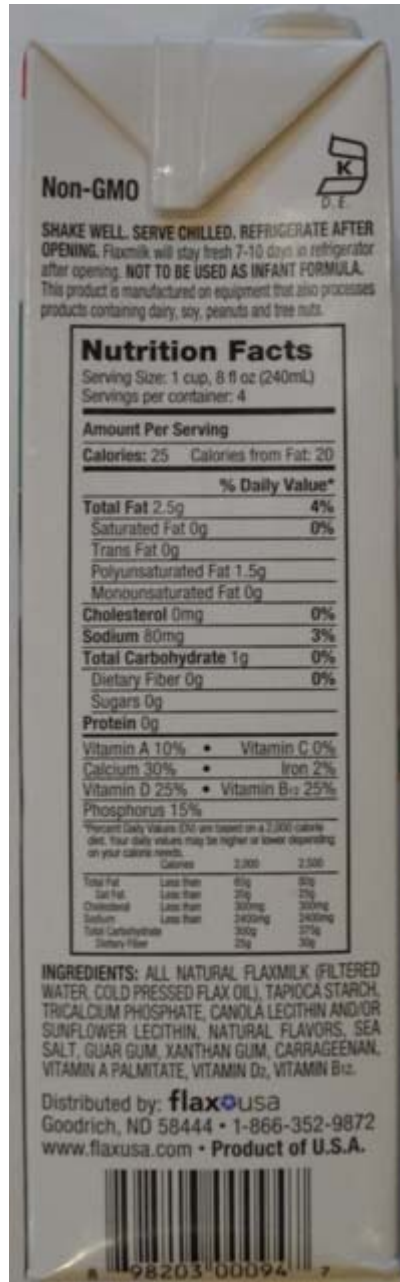 K
D.E.
Non-GMO
SHAKE WELL. SERVE CHILLED. REFRIGERATE AFTER
OPENING. Flaxmilk will stay fresh 7-10 days in refrigerator
after opening. NOT TO BE USED AS INFANT FORMULA.
This product is manufactured on equipment that also processes
products containing dairy, soy, peanuts and tree nuts.
Nutrition Facts
Serving Size: 1 cup, 8 fl oz (240mL)
Servings per container: 4
Amount Per Serving
Calories: 25 Calories from Fat: 20
% Daily Value*
Total Fat 2.5g 4%
Saturated Fat 0g 0%
Trans Fat 0g
Polyunsaturated Fat 1.5g
Monounsaturated Fat 0g
Cholesterol 0mg 0%
Sodium 80mg 3%
Total Carbohydrate 1g 0%
Dietary Fiber 0g 0%
Sugars 0g
Protein 0g
Vitamin A 10% • Vitamin C 0%
Calcium 30% • Iron 2%
Vitamin D 25% • Vitamin B12 25%
Phosphorus 15%
*Percent Daily Values (DV) are based on a 2,000 calorie
diet. Your daily values may be higher or lower depending
on your calorie needs.
Calories 2,000 2,500
Total Fat Less than 65g 80g
Sat Fat Less than 20g 25g
Cholesterol Less than 300mg 300mg
Sodium Less than 2400mg 2400mg
Total Carbohydrate 300g 375g
Dietary Fiber 25g 30g
INGREDIENTS: ALL NATURAL FLAXMILK (FILTERED
WATER, COLD PRESSED FLAX OIL), TAPIOCA STARCH,
TRICALCIUM PHOSPHATE, CANOLA LECITHIN AND/OR
SUNFLOWER LECITHIN, NATURAL FLAVORS, SEA
SALT, GUAR GUM, XANTHAN GUM, CARRAGEENAN,
VITAMIN A PALMITATE, VITAMIN D2, VITAMIN B12.
Distributed by: flax usa
Goodrich, ND 58444 • 1-866-352-9872
www.flaxusa.com • Product of U.S.A.
8 98203 00094 7